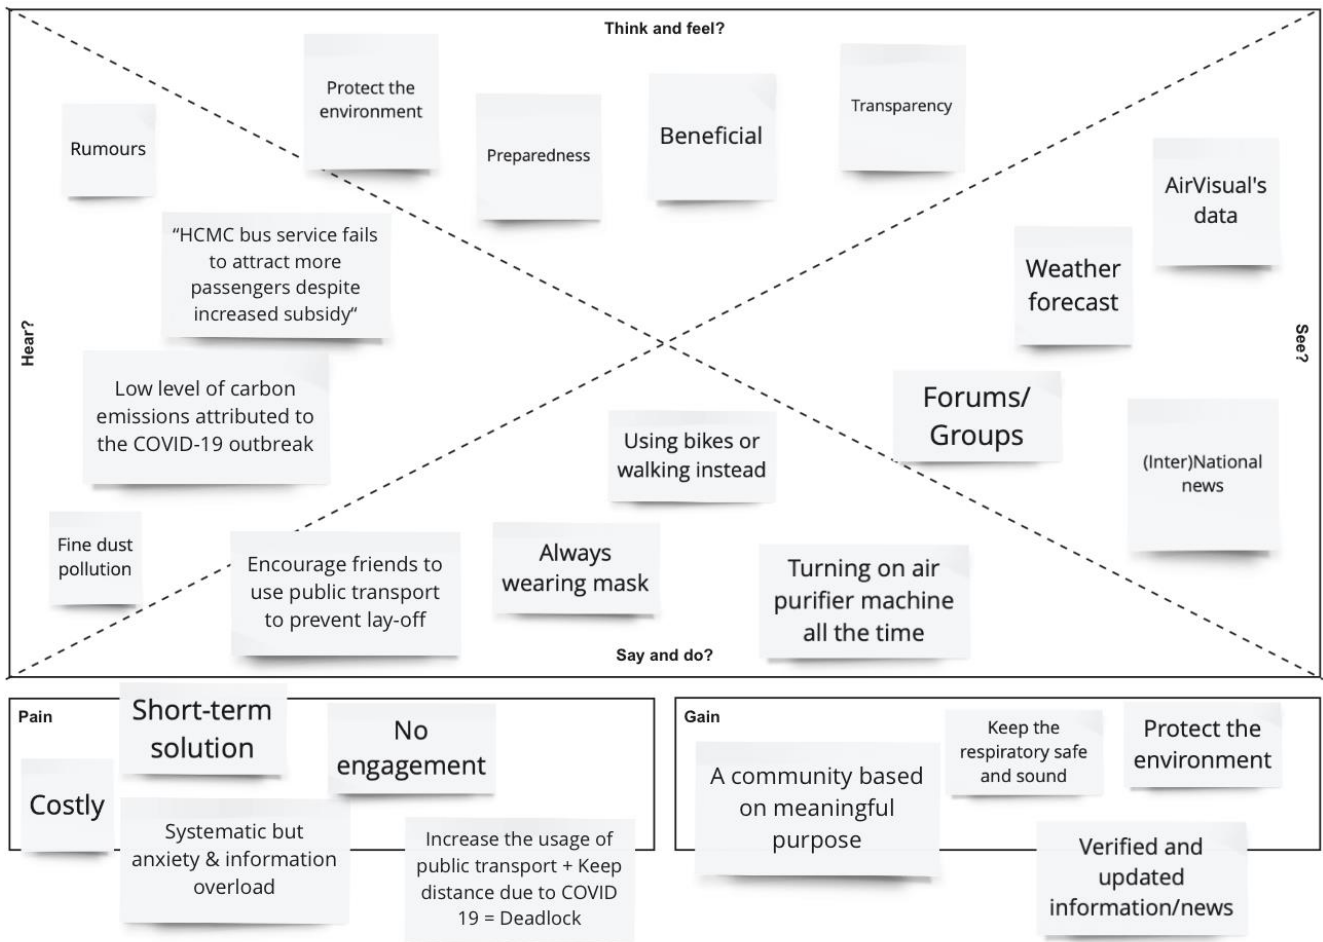 Think and feel?
Protect the
environment
Preparedness
Beneficial
Transparency
Hear?
Rumours
“HCMC bus service fails
to attract more
passengers despite
increased subsidy“
Low level of carbon
emissions attributed to
the COVID-19 outbreak
Fine dust
pollution
See?
AirVisual's
data
Weather
forecast
Forums/
Groups
(Inter)National
news
Using bikes or
walking instead
Always
wearing mask
Encourage friends to
use public transport
to prevent lay-off
Turning on air
purifier machine
all the time
Say and do?
Pain
Short-term
solution
No
engagement
Costly
Systematic but
anxiety & information
overload
Increase the usage of
public transport + Keep
distance due to COVID
19 = Deadlock
Gain
A community based
on meaningful
purpose
Keep the
respiratory safe
and sound
Protect the
environment
Verified and
updated
information/news